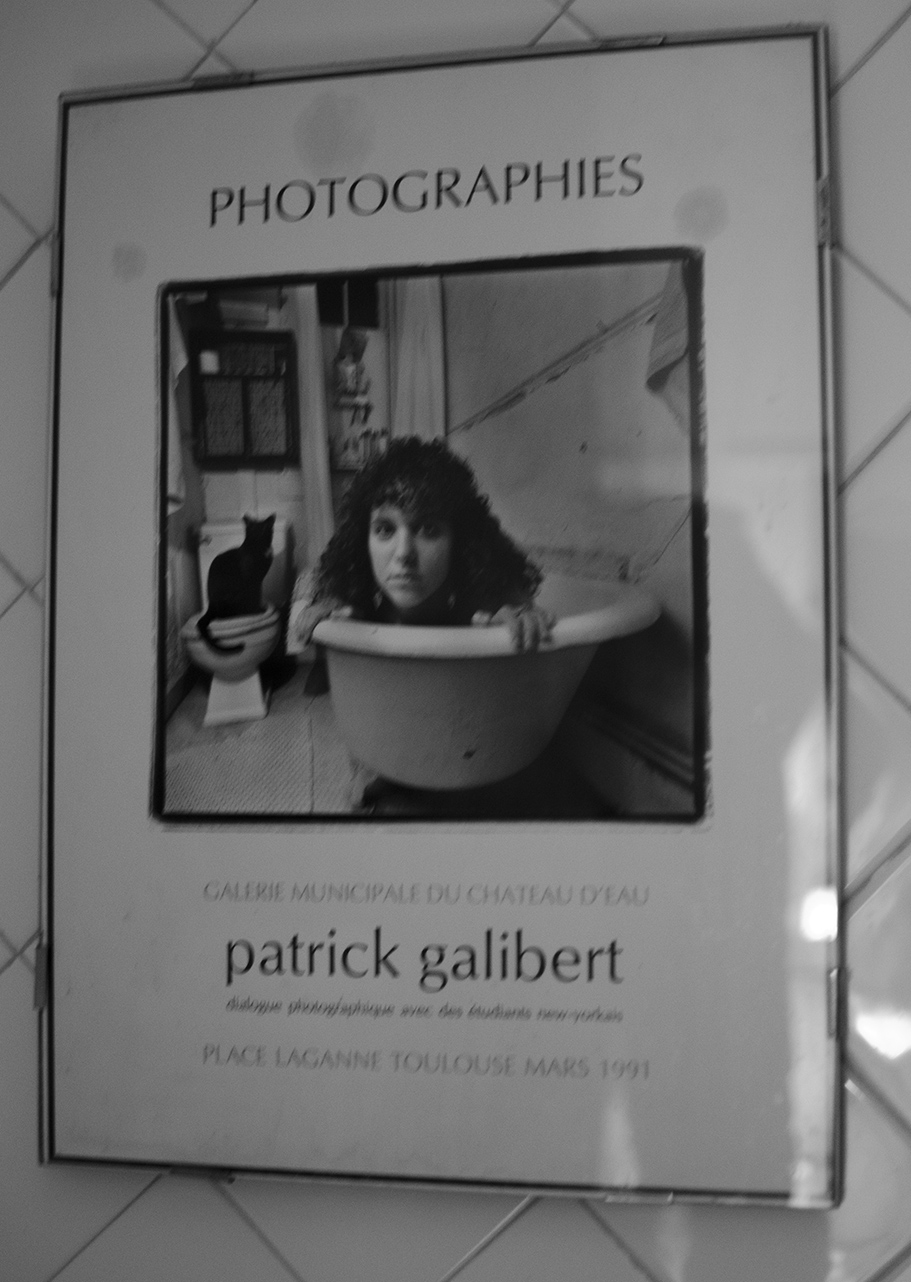 PHOTOGRAPHIES
GALERIE MUNICIPALE DU CHATEAU D'EAU
patrick galibert
dialogue photographique avec des étudiants new-yorkais
PLACE LAGANNE TOULOUSE MARS 1991